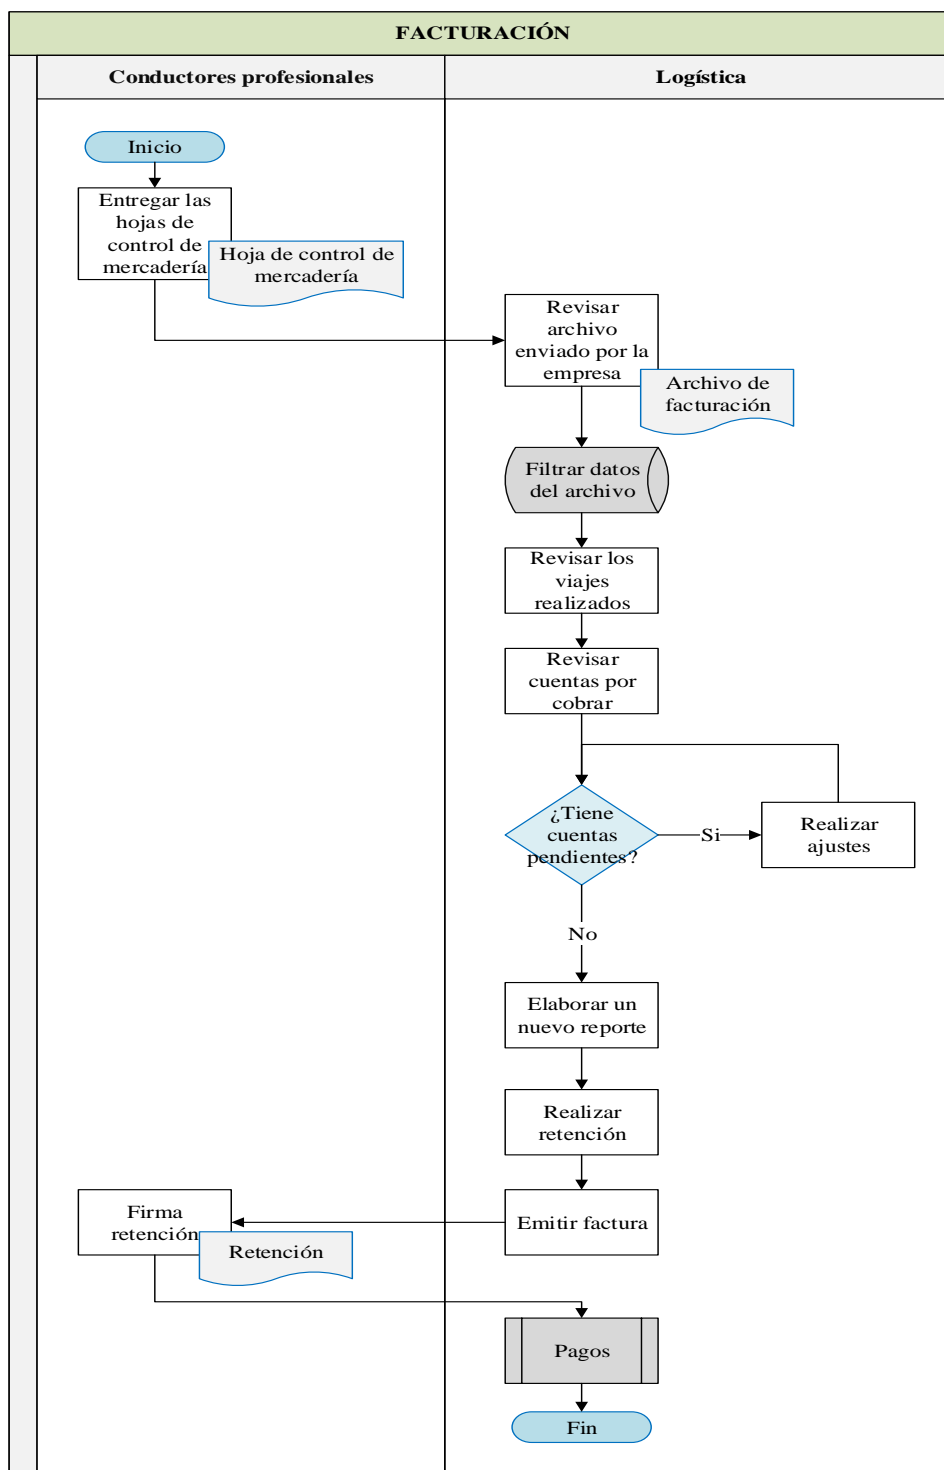 FACTURACIÓN
Conductores profesionales
Logística
Inicio
Entregar las
hojas de
control de
mercadería
Hoja de control de
mercadería
Revisar
archivo
enviado por la
empresa
Archivo de
facturación
Filtrar datos
del archivo
Revisar los
viajes
realizados
Revisar
cuentas por
cobrar
¿Tiene
cuentas
pendientes?
Si
Realizar
ajustes
No
Elaborar un
nuevo reporte
Realizar
retención
Emitir factura
Firma
retención
Retención
Pagos
Fin